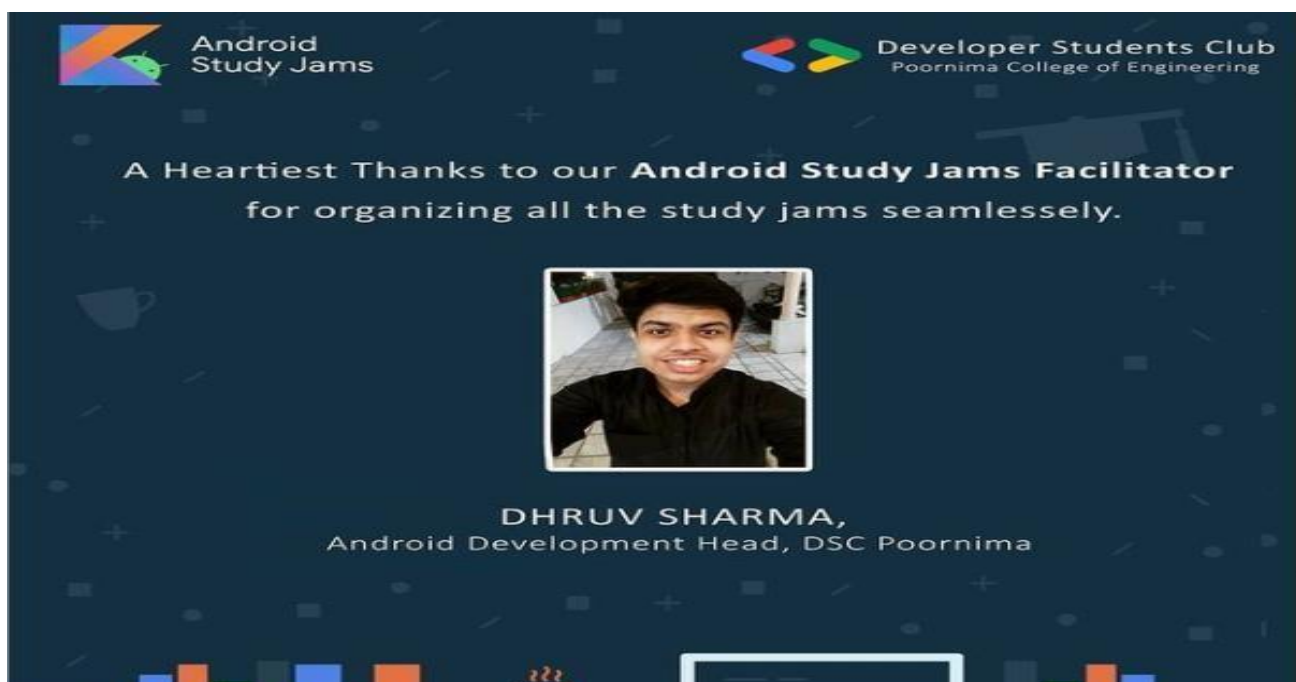 Android
Study Jams
Developer Students Club
Poornima College of Engineering
A Heartiest Thanks to our Android Study Jams Facilitator
for organizing all the study jams seamlessely.
DHRUV SHARMA,
Android Development Head, DSC Poornima